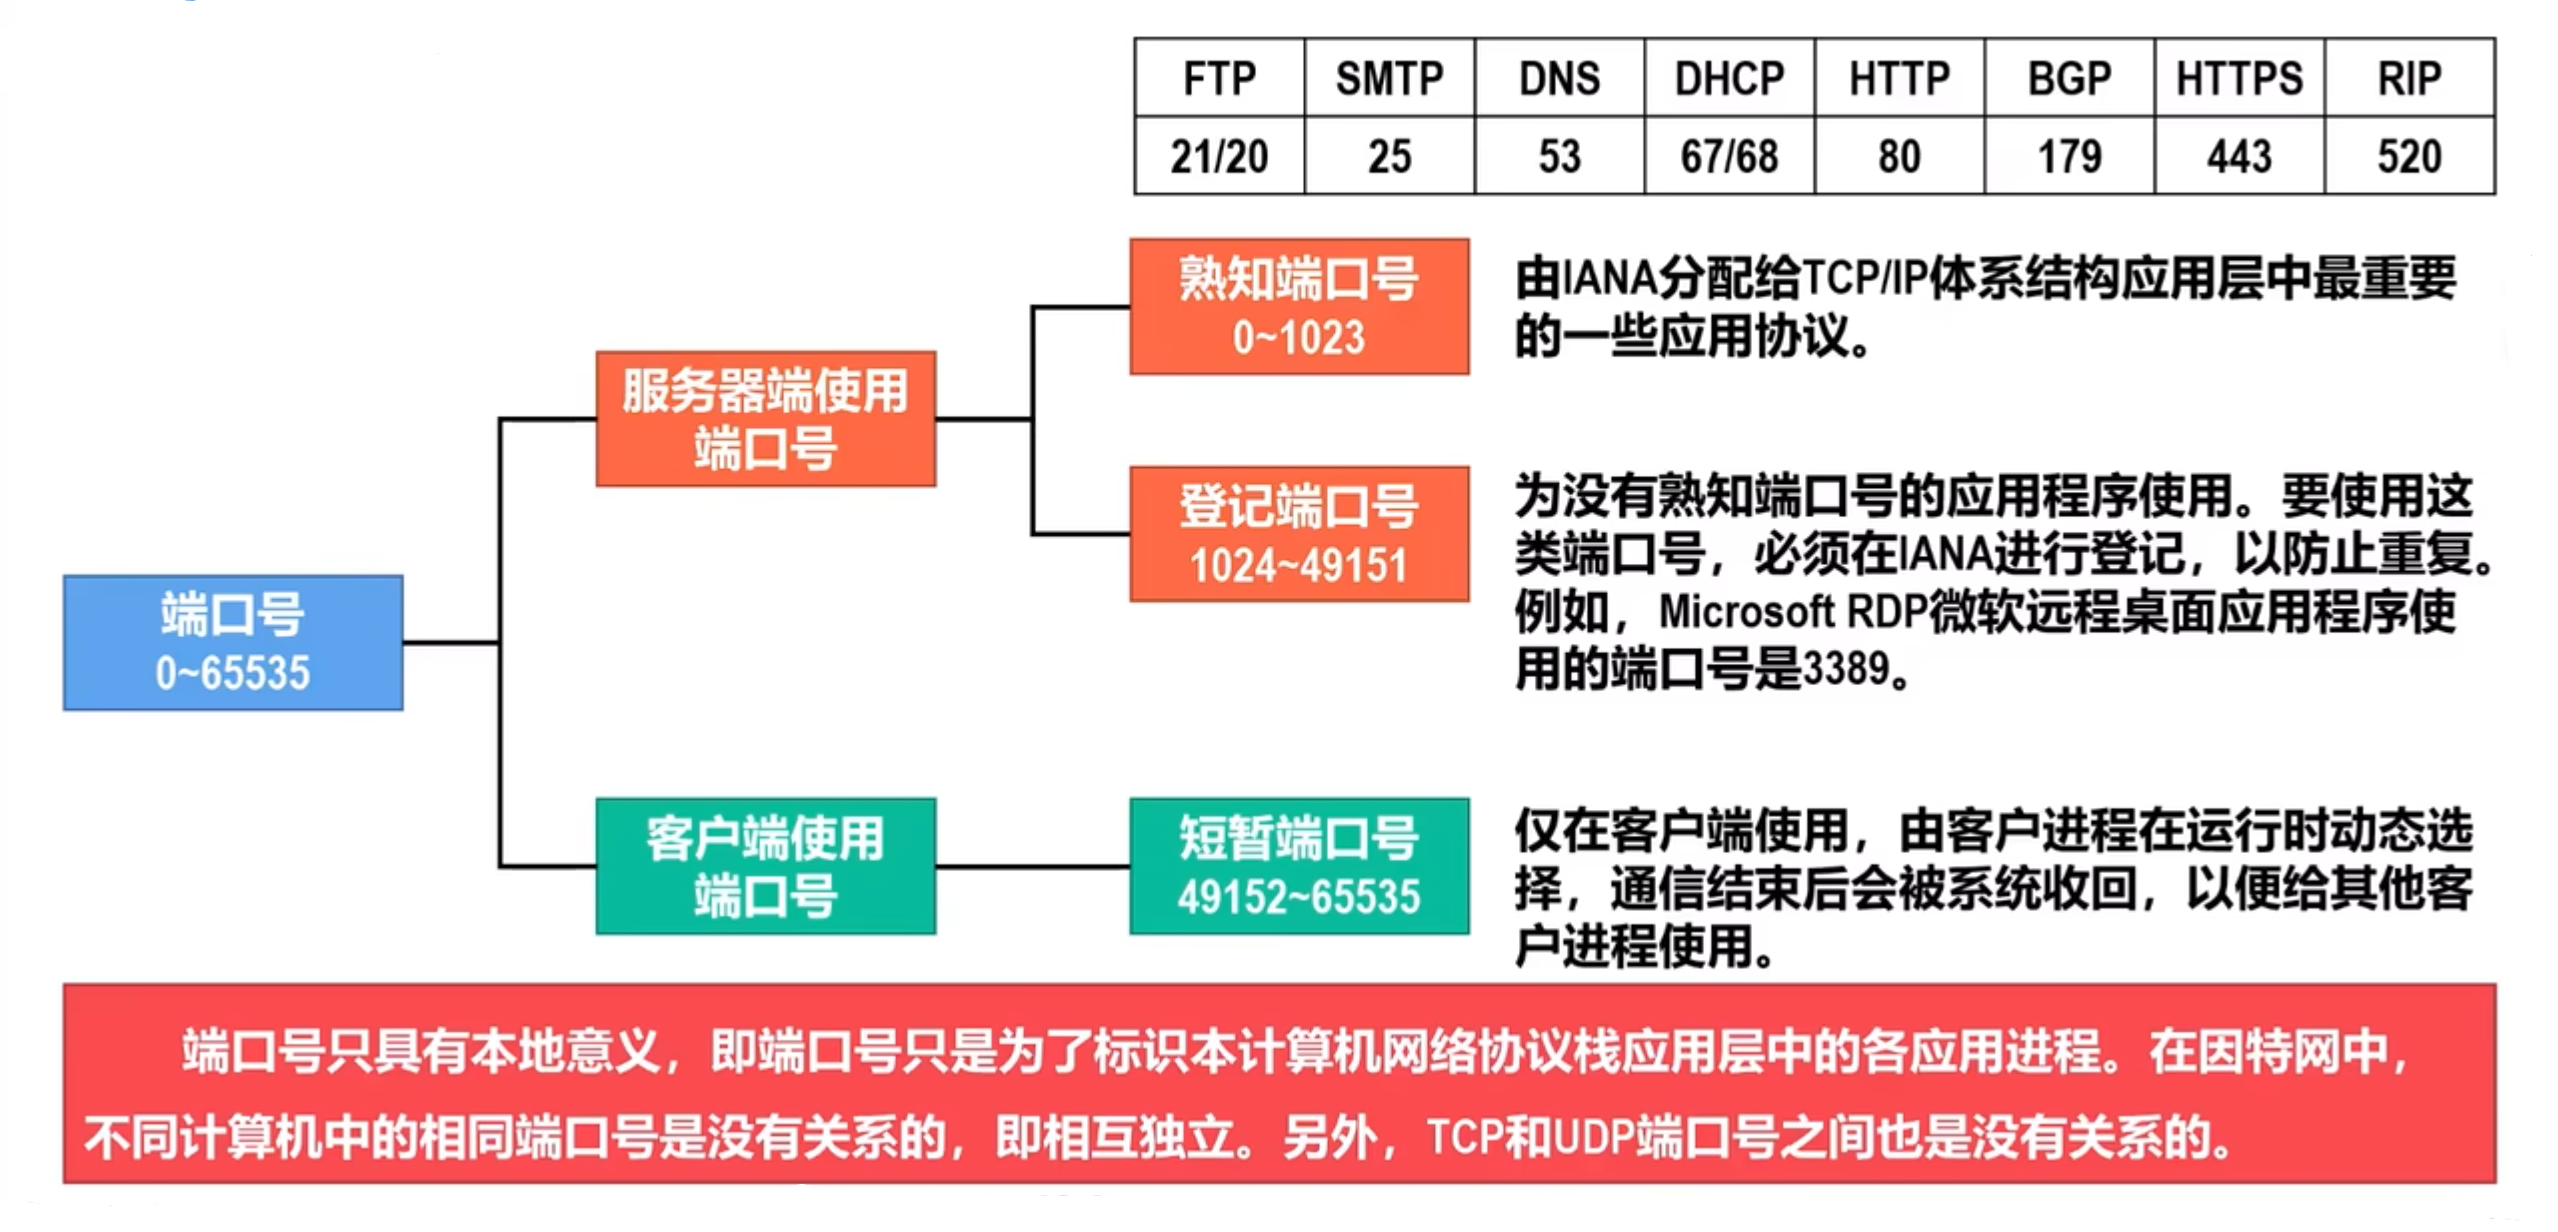 FTP SMTP DNS DHCP HTTP BGP HTTPS RIP
21/20 25 53 67/68 80 179 443 520
熟知端口号
0~1023
由IANA分配给TCP/IP体系结构应用层中最重要
的一些应用协议。
服务器端使用
端口号
登记端口号
1024~49151
为没有熟知端口号的应用程序使用。要使用这
类端口号，必须在IANA进行登记，以防止重复。
例如，Microsoft RDP微软远程桌面应用程序使
用的端口号是3389。
端口号
0~65535
客户端使用
端口号
短暂端口号
49152~65535
仅在客户端使用，由客户进程在运行时动态选
择，通信结束后会被系统收回，以便给其他客
户进程使用。
端口号只具有本地意义，即端口号只是为了标识本计算机网络协议栈应用层中的各应用进程。在因特网中，
不同计算机中的相同端口号是没有关系的，即相互独立。另外，TCP和UDP端口号之间也是没有关系的。